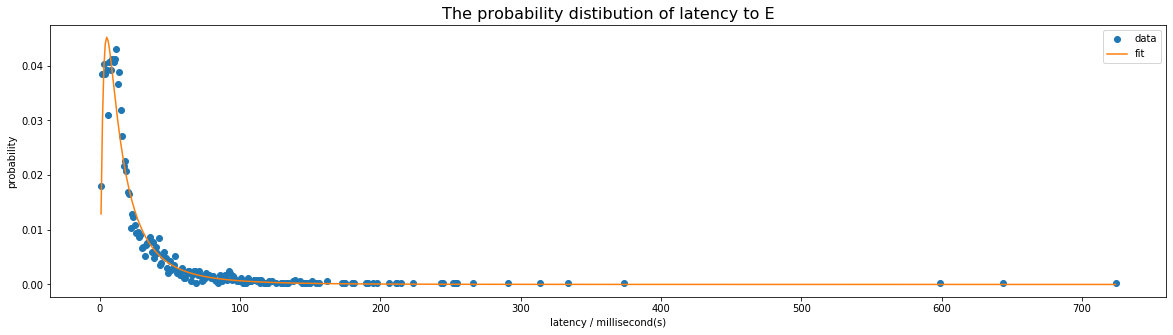 The probability distibution of latency to E
data
fit
0.04
0.03
0.02
0.01
0.00
probability
0 100 200 300 400 500 600 700
latency / millisecond(s)